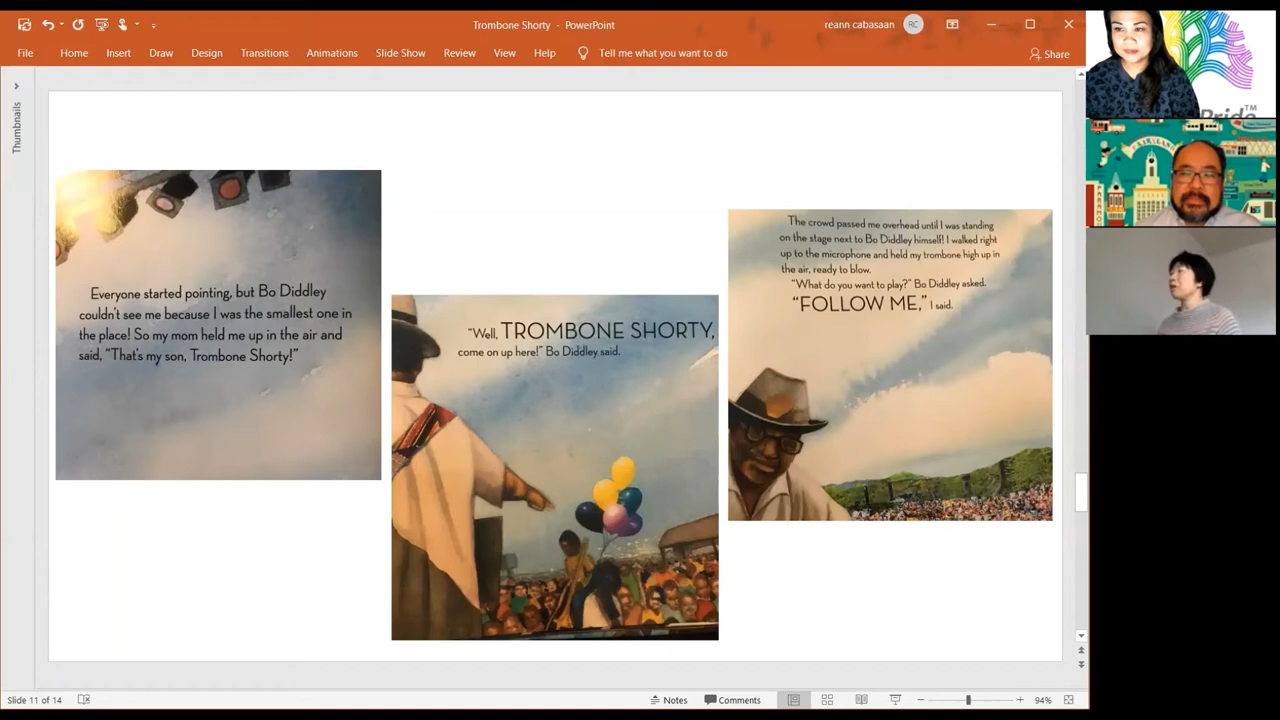 Trombone Shorty - PowerPoint
reann cabasaan
RC
File Home Insert Draw Design Transitions Animations Slide Show Review View Help Tell me what you want to do
Share
Thumbnails
Everyone started pointing, but Bo Diddley
couldn't see me because I was the smallest one in
the place! So my mom held me up in the air and
said, "That's my son, Trombone Shorty!"
"Well, TROMBONE SHORTY,
come on up here!" Bo Diddley said.
The crowd passed me overhead until I was standing
on the stage next to Bo Diddley himself! I walked right
up to the microphone and held my trombone high up in
the air, ready to blow.
"What do you want to play?" Bo Diddley asked.
"FOLLOW ME," I said.
Pride™
PARAMO
Slide 11 of 14
Notes
Comments
94%